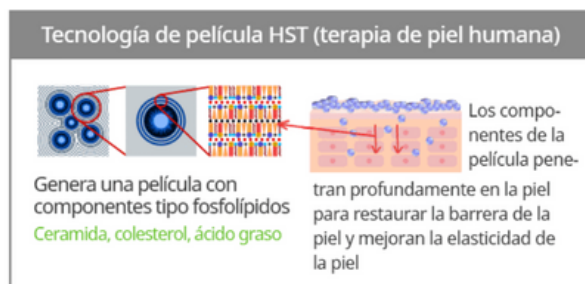 Tecnología de película HST (terapia de piel humana)
Genera una película con
componentes tipo fosfolípidos
Ceramida, colesterol, ácido graso
Los compo-
nentes de la
película pene-
tran profundamente en la piel
para restaurar la barrera de la
piel y mejoran la elasticidad de
la piel